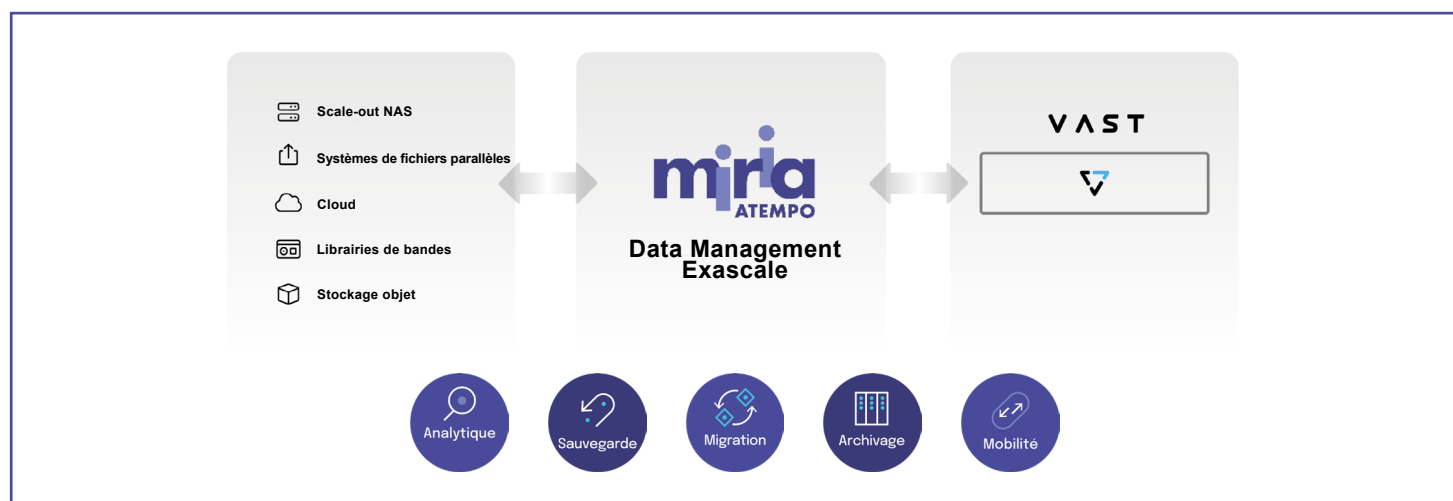 Scale-out NAS
Systèmes de fichiers parallèles
Cloud
Librairies de bandes
Stockage objet
miria
ATEMPO
Data Management
Exascale
VAST
Analytique
Sauvegarde
Migration
Archivage
Mobilité